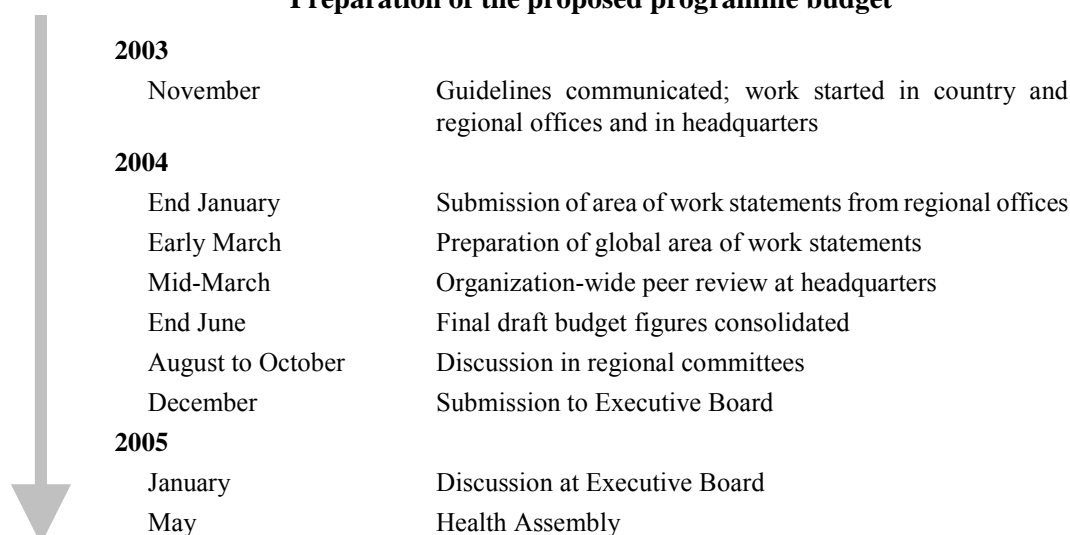 Preparation of the proposed programme budget
2003
November Guidelines communicated; work started in country and
regional offices and in headquarters
2004
End January Submission of area of work statements from regional offices
Early March Preparation of global area of work statements
Mid-March Organization-wide peer review at headquarters
End June Final draft budget figures consolidated
August to October Discussion in regional committees
December Submission to Executive Board
2005
January Discussion at Executive Board
May Health Assembly